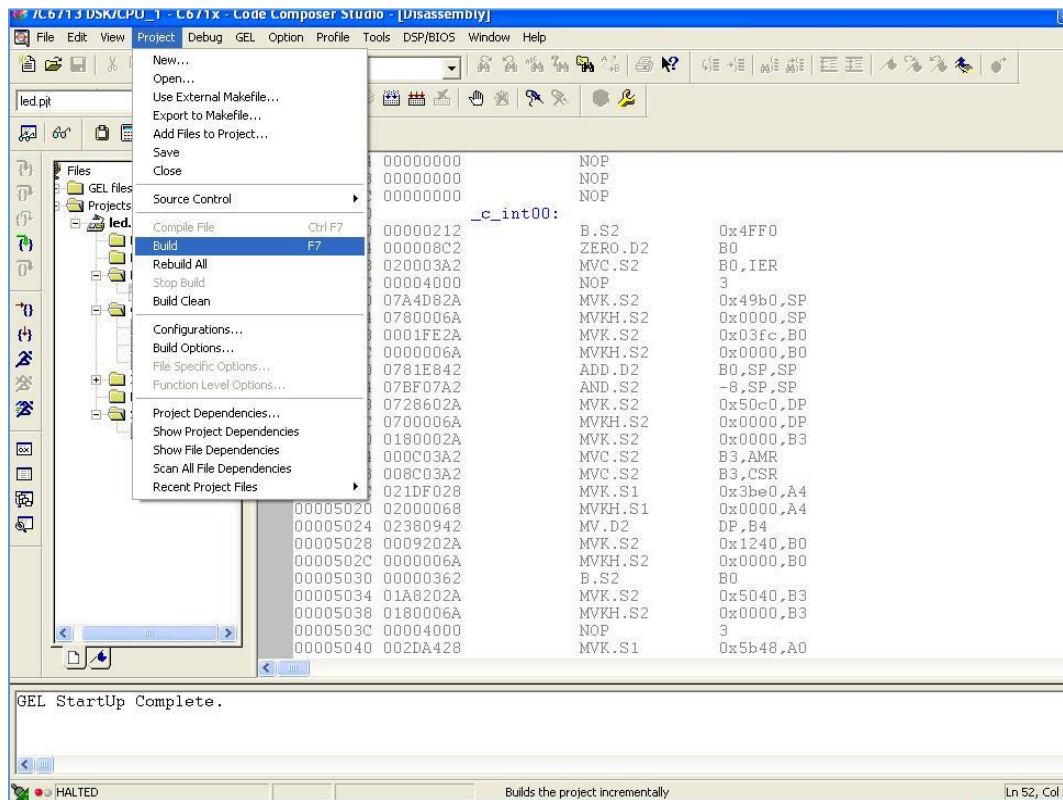 /C6713 DSK/CPU_1 - C671x - Code Composer Studio - [Disassembly]
File Edit View Project Debug GEL Option Profile Tools DSP/BIOS Window Help
led.pjt
New...
Open...
Use External Makefile...
Export to Makefile...
Add Files to Project...
Save
Close
Source Control
Compile File Ctrl F7
Build F7
Rebuild All
Stop Build
Build Clean
Configurations...
Build Options...
File Specific Options...
Function Level Options...
Project Dependencies...
Show Project Dependencies
Show File Dependencies
Scan All File Dependencies
Recent Project Files
Files
GEL files
Projects
led.
00000000 NOP
00000000 NOP
00000000 NOP
_c_int00:
00000212 B.S2 0x4FF0
000008C2 ZERO.D2 B0
020003A2 MVC.S2 B0,IER
00004000 NOP 3
07A4D82A MVK.S2 0x49b0,SP
0780006A MVKH.S2 0x0000,SP
0001FE2A MVK.S2 0x03fc,B0
0000006A MVKH.S2 0x0000,B0
0781E842 ADD.D2 B0,SP,SP
07BF07A2 AND.S2 -8,SP,SP
0728602A MVK.S2 0x50c0,DP
0700006A MVKH.S2 0x0000,DP
0180002A MVK.S2 0x0000,B3
000C03A2 MVC.S2 B3,AMR
008C03A2 MVC.S2 B3,CSR
021DF028 MVK.S1 0x3be0,A4
00005020 02000068 MVKH.S1 0x0000,A4
00005024 02380942 MV.D2 DP,B4
00005028 0009202A MVK.S2 0x1240,B0
0000502C 0000006A MVKH.S2 0x0000,B0
00005030 00000362 B.S2 B0
00005034 01A8202A MVK.S2 0x5040,B3
00005038 0180006A MVKH.S2 0x0000,B3
0000503C 00004000 NOP 3
00005040 002DA428 MVK.S1 0x5b48,A0
GEL StartUp Complete.
HALTED
Builds the project incrementally
Ln 52, Col